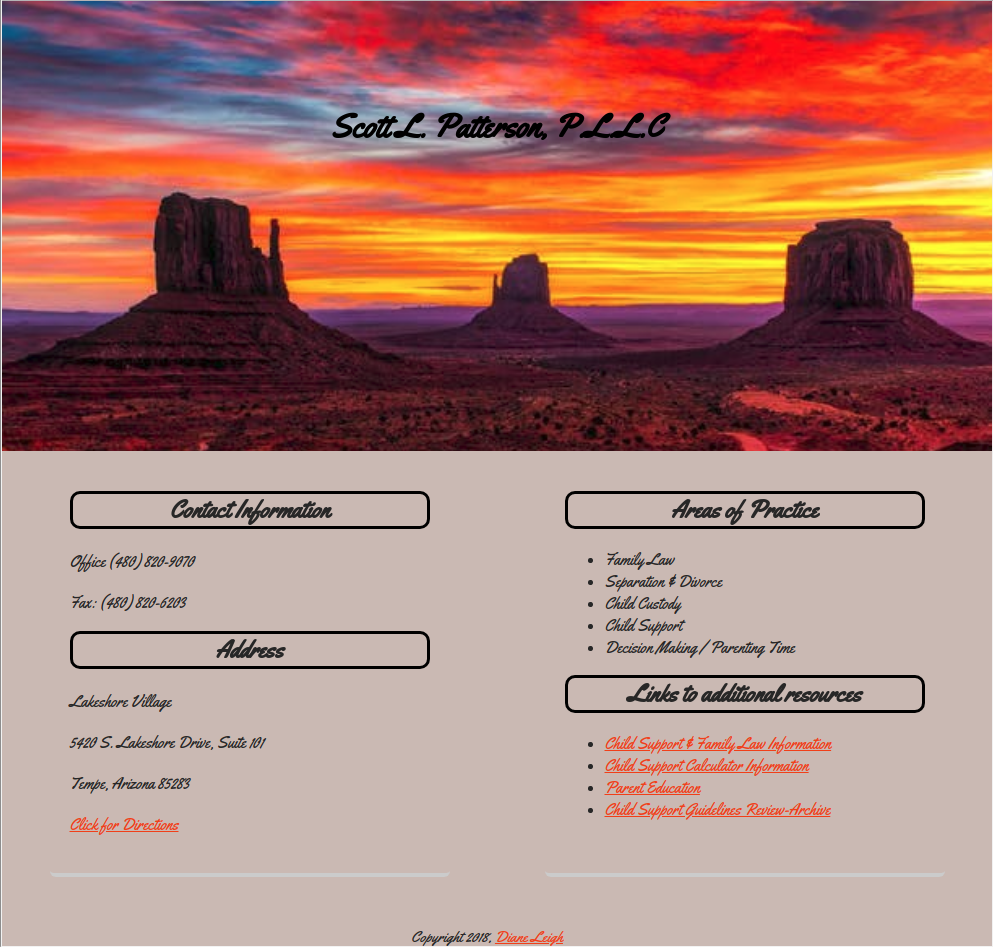 Scott L. Patterson, P.L.L.C
Contact Information
Office (480) 820-9070
Fax: (480) 820-6203
Address
Lakeshore Village
5420 S. Lakeshore Drive, Suite 101
Tempe, Arizona 85283
Click for Directions
Areas of Practice
Family Law
Separation & Divorce
Child Custody
Child Support
Decision Making / Parenting Time
Links to additional resources
Child Support & Family Law Information
Child Support Calculator Information
Parent Education
Child Support Guidelines Review-Archive
Copyright 2018, Diane Leigh